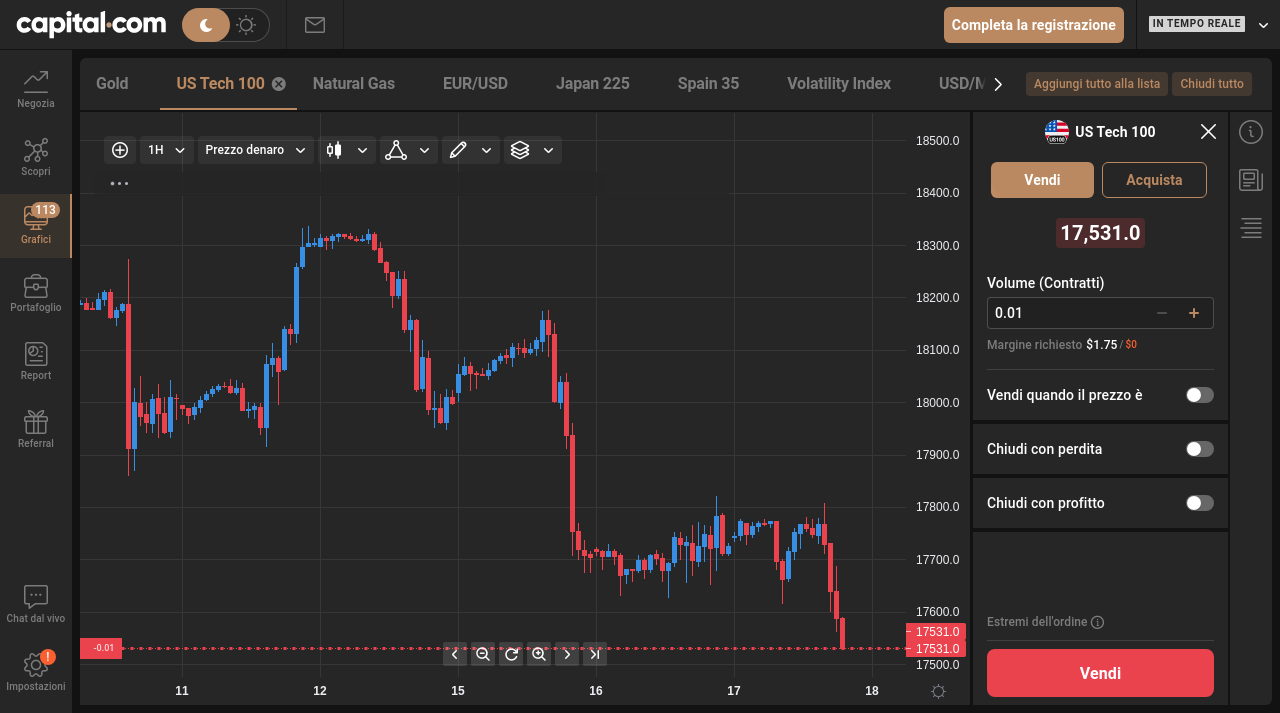 capital.com
Completa la registrazione
IN TEMPO REALE
Negozia
Scopri
113
Grafici
Portafoglio
Report
Referral
Chat dal vivo
!
Impostazioni
Gold
US Tech 100
Natural Gas
EUR/USD
Japan 225
Spain 35
Volatility Index
Aggiungi tutto alla lista
Chiudi tutto
1H
Prezzo denaro
18500.0
18400.0
18300.0
18200.0
18100.0
18000.0
17900.0
17800.0
17700.0
17600.0
17531.0
17531.0
17500.0
-0.01
11
12
15
16
17
18
US100
US Tech 100
Vendi
Acquista
17,531.0
Volume (Contratti)
0.01
Margine richiesto $1.75 / $0
Vendi quando il prezzo è
Chiudi con perdita
Chiudi con profitto
Estremi dell'ordine
Vendi